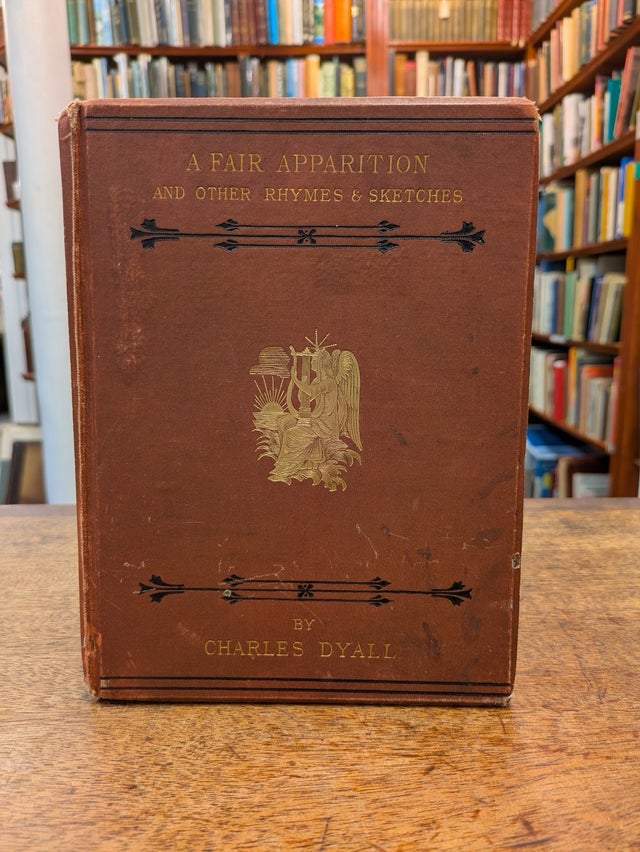 A FAIR APPARITION
AND OTHER RHYMES & SKETCHES
BY
CHARLES DYALL